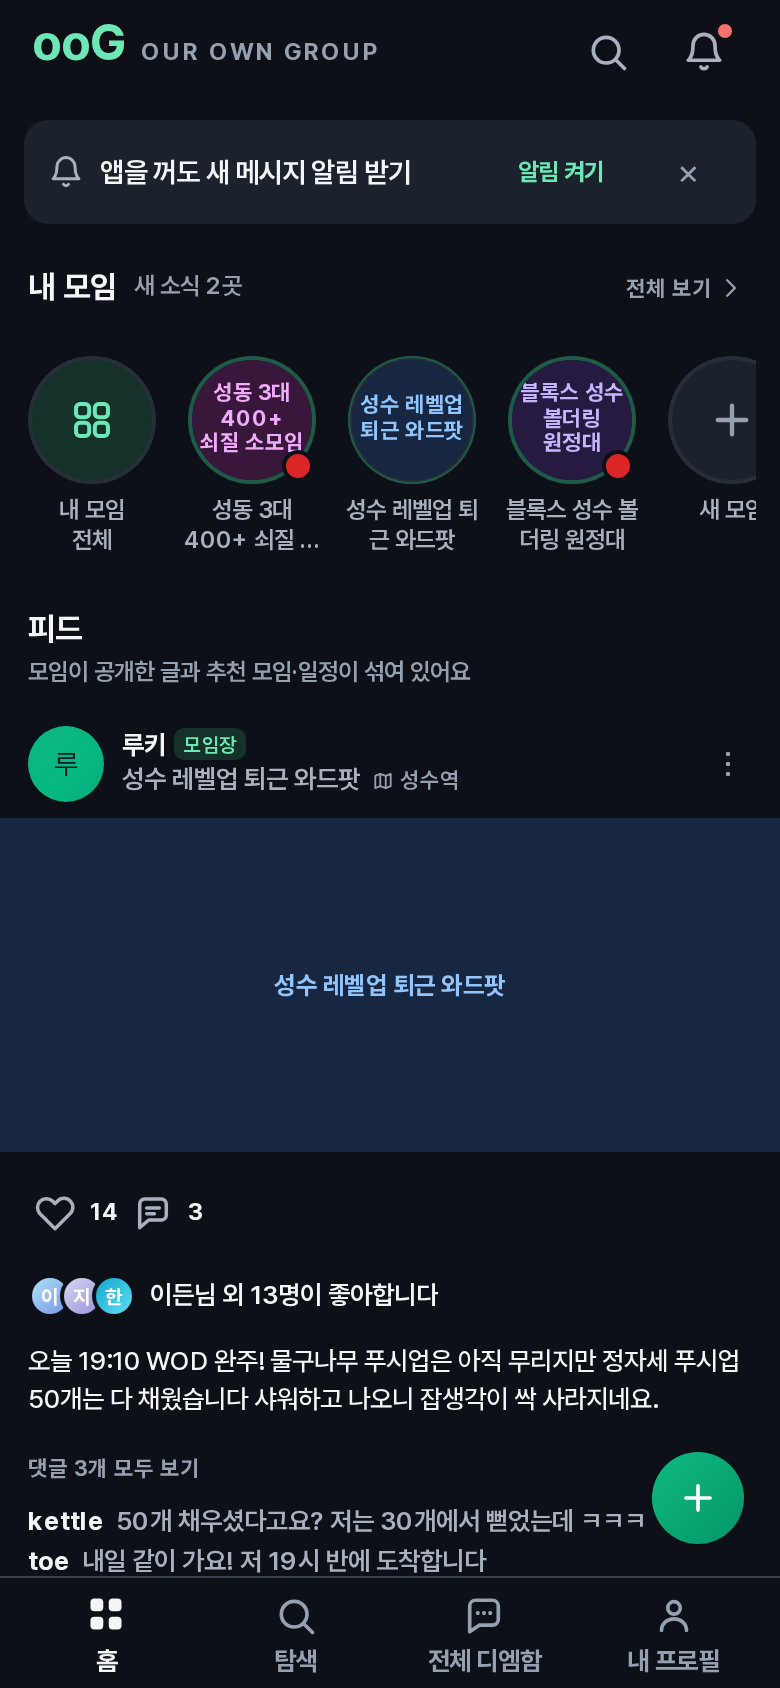 ooG OUR OWN GROUP
앱을 꺼도 새 메시지 알림 받기 알림 켜기
내 모임 새 소식 2곳 전체 보기
성동 3대
400+
쇠질 소모임
성수 레벨업
퇴근 와드팟
블록스 성수
볼더링
원정대
내 모임
전체
성동 3대
400+ 쇠질 ...
성수 레벨업 퇴
근 와드팟
블록스 성수 볼
더링 원정대
새 모임
피드
모임이 공개한 글과 추천 모임·일정이 섞여 있어요
루
루키 모임장
성수 레벨업 퇴근 와드팟 성수역
성수 레벨업 퇴근 와드팟
14 3
이 지 한 이든님 외 13명이 좋아합니다
오늘 19:10 WOD 완주! 물구나무 푸시업은 아직 무리지만 정자세 푸시업
50개는 다 채웠습니다 샤워하고 나오니 잡생각이 싹 사라지네요.
댓글 3개 모두 보기
kettle 50개 채우셨다고요? 저는 30개에서 뻗었는데 ㅋㅋㅋ
toe 내일 같이 가요! 저 19시 반에 도착합니다
홈 탐색 전체 디엠함 내 프로필